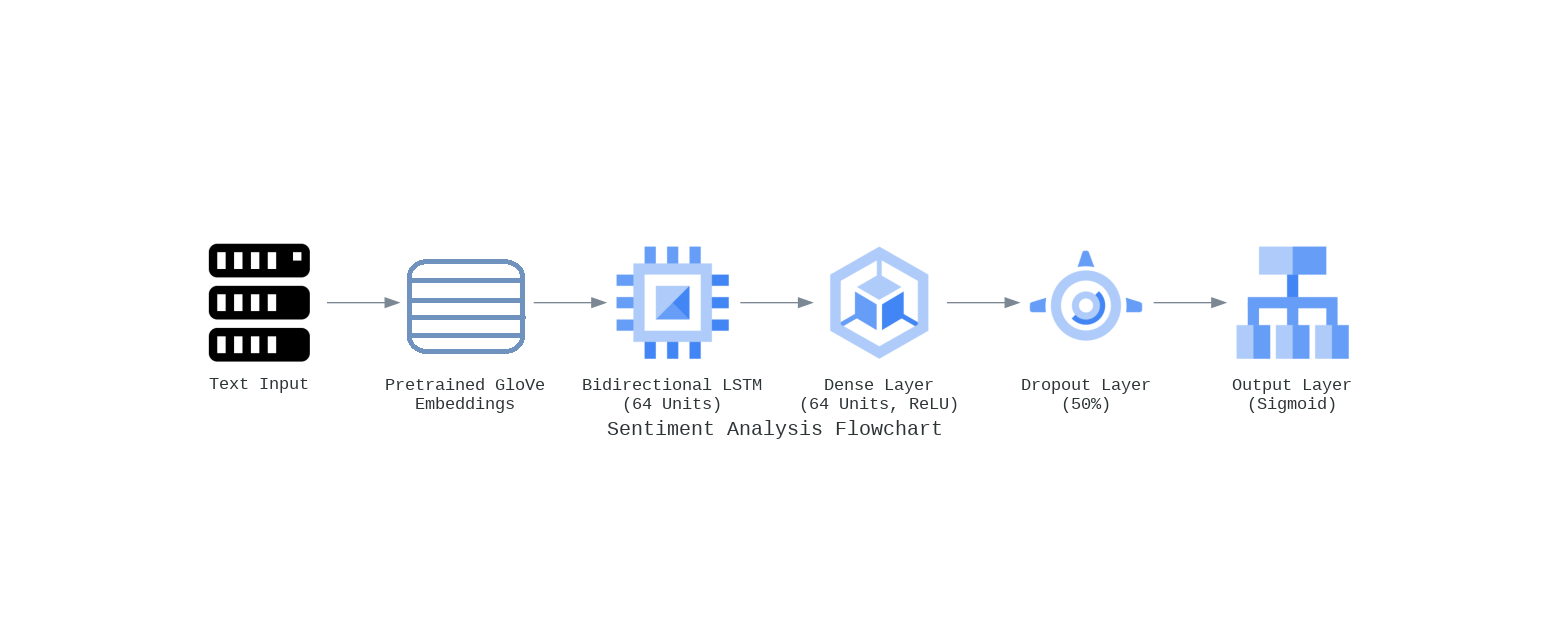 Text Input
Pretrained GloVe
Embeddings
Bidirectional LSTM
(64 Units)
Dense Layer
(64 Units, ReLU)
Dropout Layer
(50%)
Output Layer
(Sigmoid)
Sentiment Analysis Flowchart